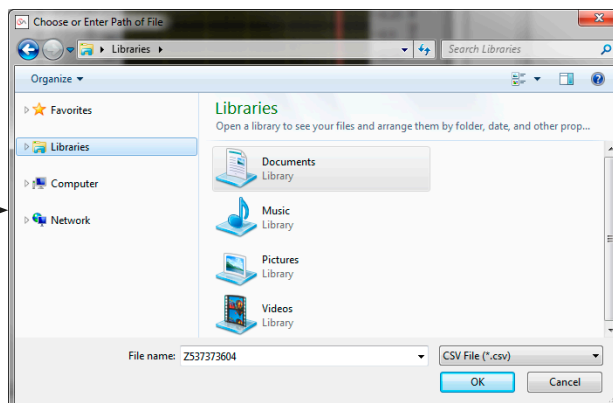 Choose or Enter Path of File
Libraries
Search Libraries
Organize
Favorites
Libraries
Computer
Network
Libraries
Open a library to see your files and arrange them by folder, date, and other prop...
Documents
Library
Music
Library
Pictures
Library
Videos
Library
File name: Z537373604
CSV File (*.csv)
OK
Cancel